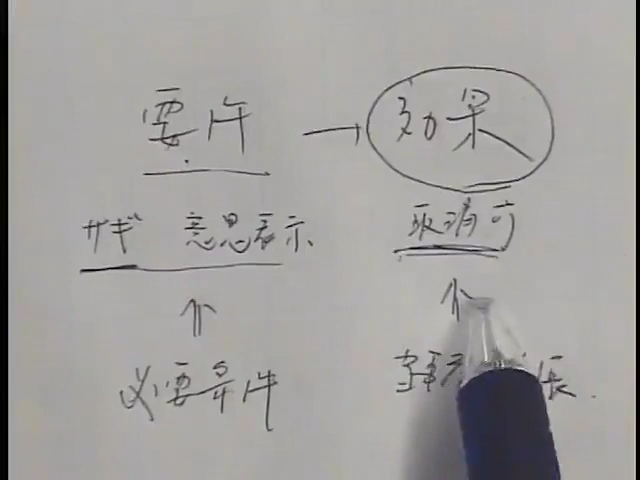 要件 → 効果
サギ 意思表示 取消可
⇑ ↑
必要条件